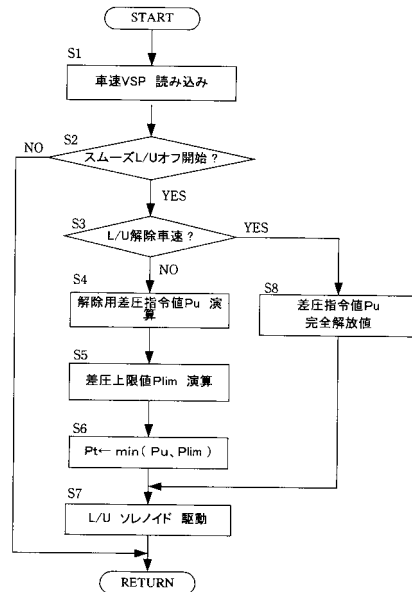 START
S1
車速VSP 読み込み
S2
NO
スムーズL/Uオフ開始?
YES
S3
L/U解除車速?
YES
NO
S4
解除用差圧指令値Pu 演
算
S8
差圧指令値Pu
完全解放値
S5
差圧上限値Plim 演算
S6
Pt← min( Pu、Plim )
S7
L/U ソレノイド 駆動
RETURN